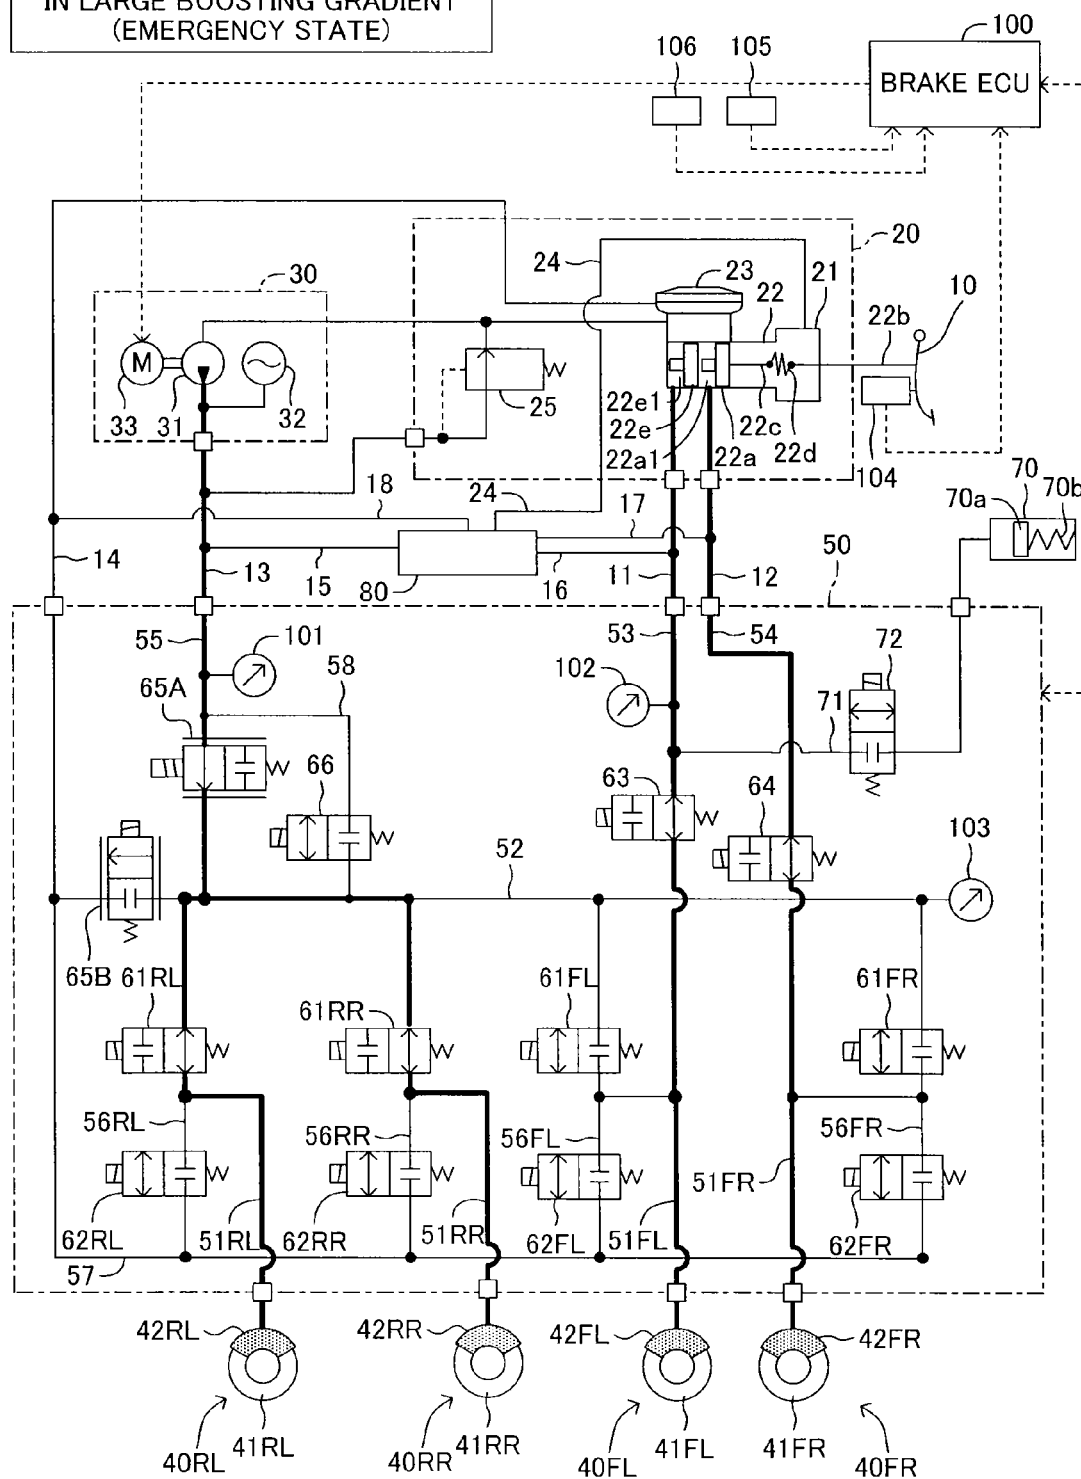 IN LARGE BOOSTING GRADIENT
(EMERGENCY STATE)
100
106
105
BRAKE ECU
20
24
23
21
10
30
22
22b
M
33
31
32
25
22e1
22e
22a1
22c
22a
22d
104
70
70a
70b
18
24
17
14
13
15
80
16
11
12
50
55
101
53
54
72
65A
58
102
71
66
63
64
103
52
65B
61RL
61RR
61FL
61FR
56RL
56RR
56FL
56FR
51FR
62RL
51RL
62RR
51RR
62FL
51FL
62FR
57
42RL
42RR
42FL
42FR
40RL
41RL
40RR
41RR
40FL
41FL
41FR
40FR